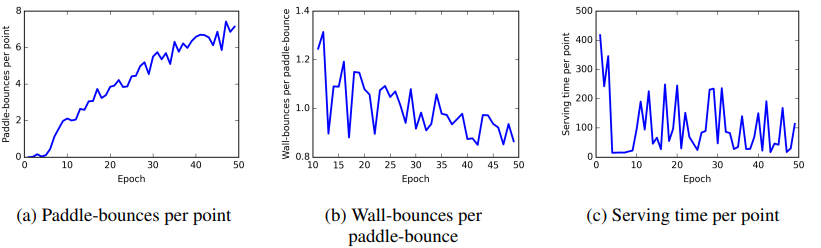 8
6
4
2
0
0 10 20 30 40 50
Paddle-bounces per point
Epoch
(a) Paddle-bounces per point
1.4
1.2
1.0
0.8
10 15 20 25 30 35 40 45 50
Wall-bounces per paddle-bounce
Epoch
(b) Wall-bounces per
paddle-bounce
500
400
300
200
100
0
0 10 20 30 40 50
Serving time per point
Epoch
(c) Serving time per point